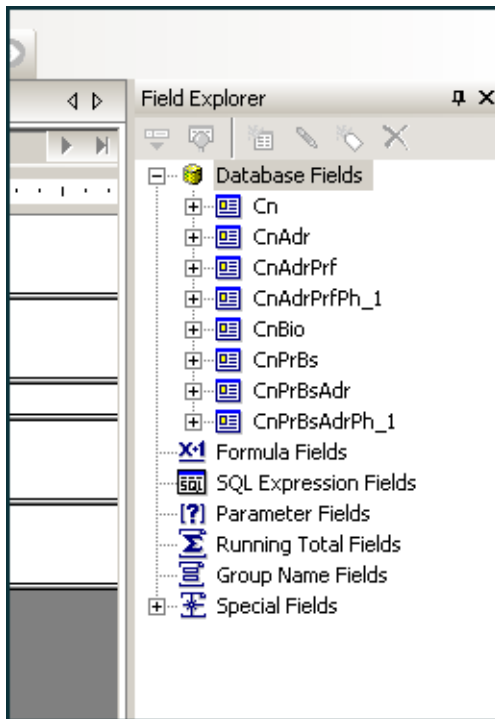 Field Explorer
Database Fields
Cn
CnAdr
CnAdrPrf
CnAdrPrfPh_1
CnBio
CnPrBs
CnPrBsAdr
CnPrBsAdrPh_1
Formula Fields
SQL Expression Fields
Parameter Fields
Running Total Fields
Group Name Fields
Special Fields